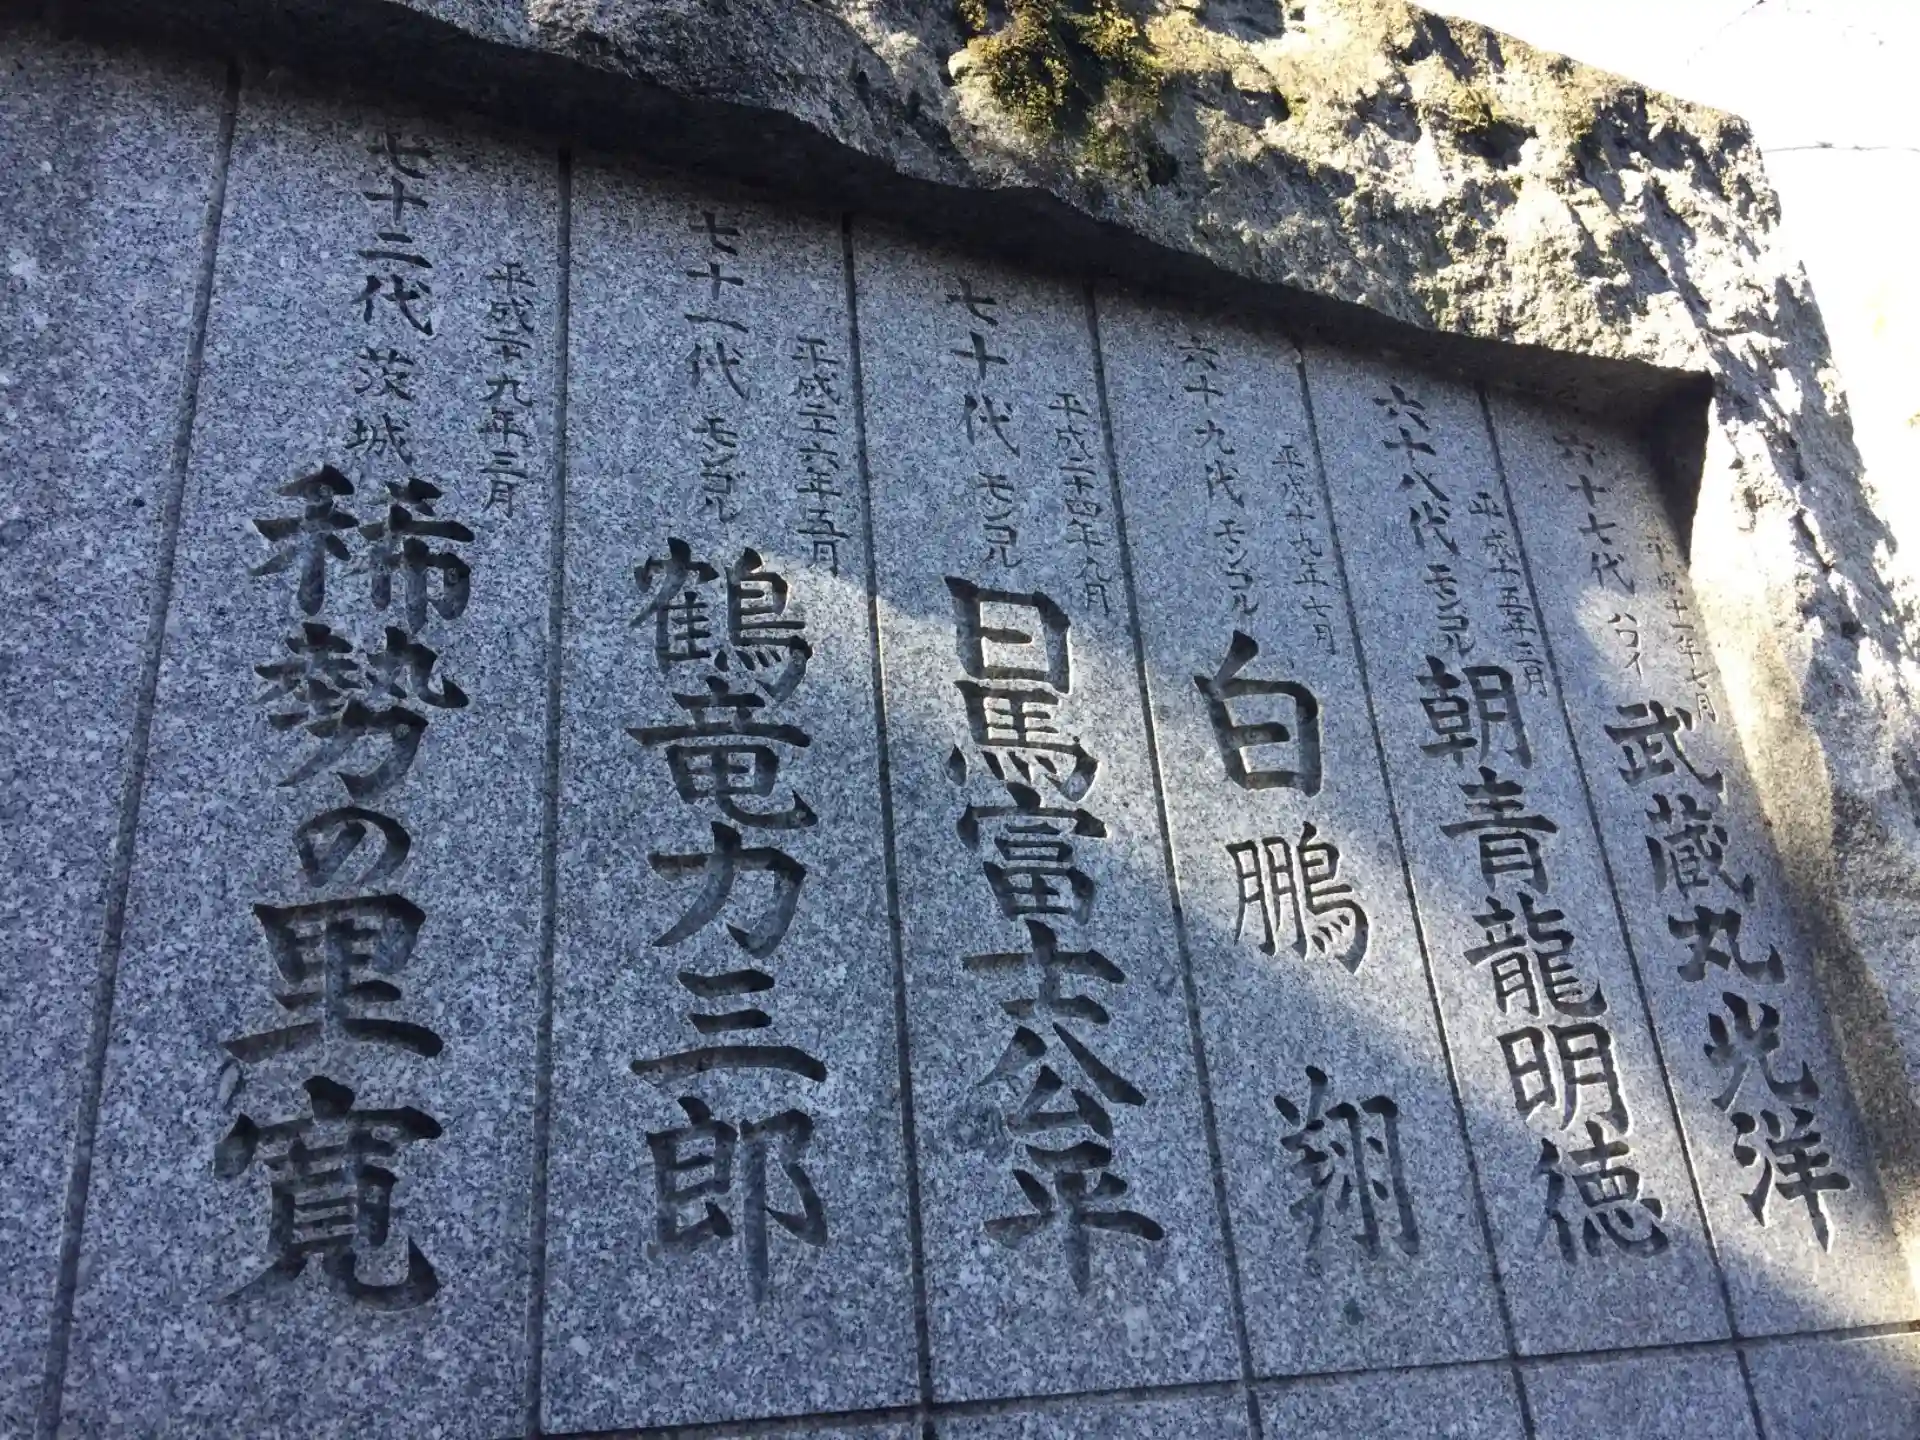 平成十一年七月
六十七代 ハワイ 武蔵丸光洋
平成十五年三月
六十八代 モンゴル 朝青龍明徳
平成十九年七月
六十九代 モンゴル 白鵬 翔
平成二十四年九月
七十代 モンゴル 日馬富士公平
平成二十六年五月
七十一代 モンゴル 鶴竜力三郎
平成二十九年三月
七十二代 茨城 稀勢の里寛